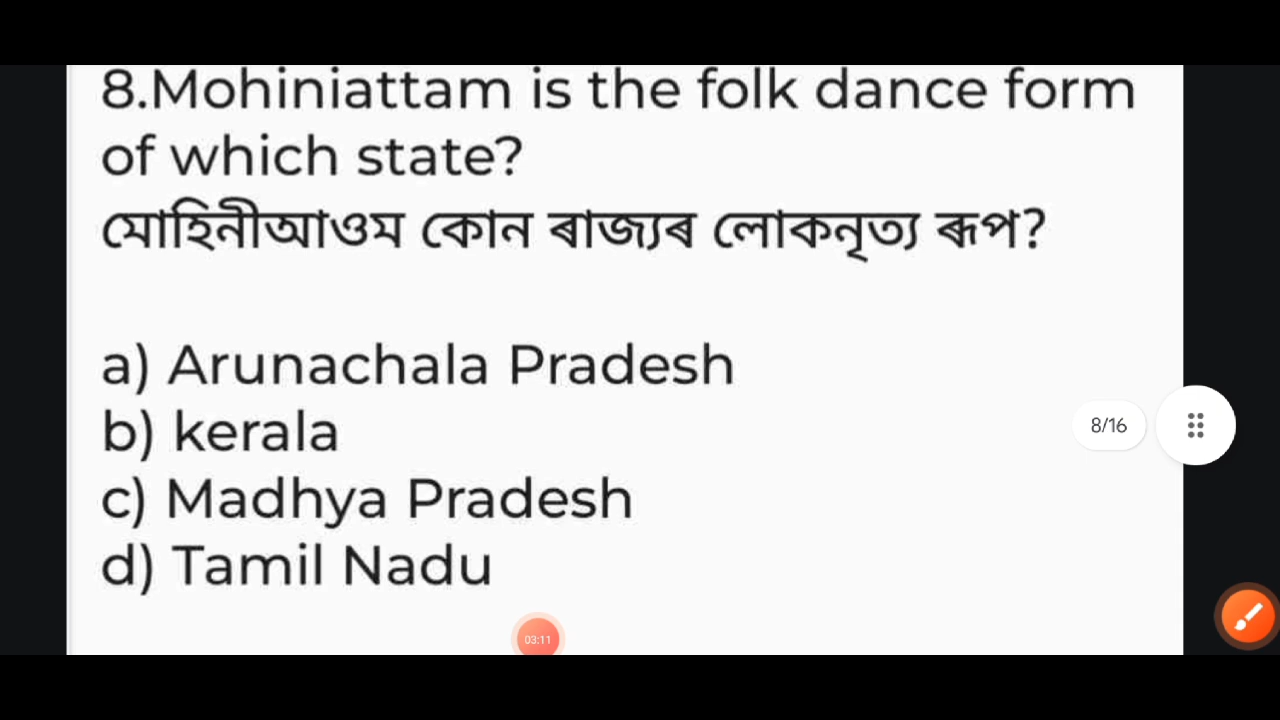 8.Mohiniattam is the folk dance form
of which state?
মোহিনীআওম কোন ৰাজ্যৰ লোকনৃত্য ৰূপ?
a) Arunachala Pradesh
b) kerala
c) Madhya Pradesh
d) Tamil Nadu
8/16
03:11